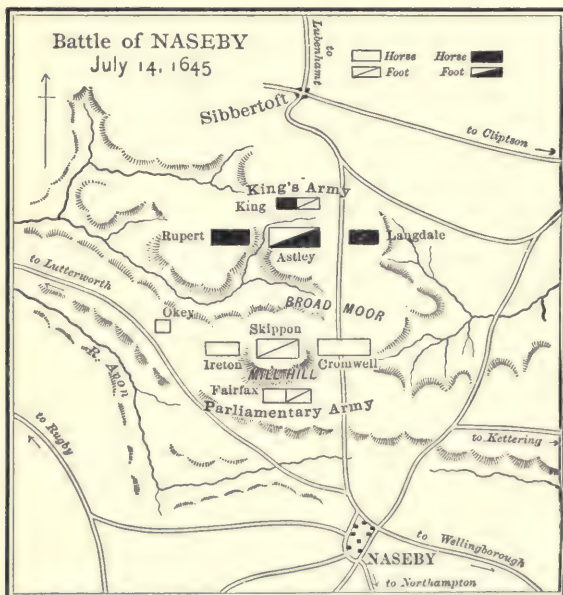 Battle of NASEBY
July 14, 1645
to Lubenhamt
Horse Horse
Foot Foot
Sibbertoft
to Clipston
King's Army
King
Rupert
Astley
Langdale
to Lutterworth
BROAD MOOR
Okey
Skippon
Ireton
MILL HILL
Cromwell
Fairfax
Parliamentary Army
R. Avon
to Rugby
to Kettering
to Wellingborough
NASEBY
to Northampton